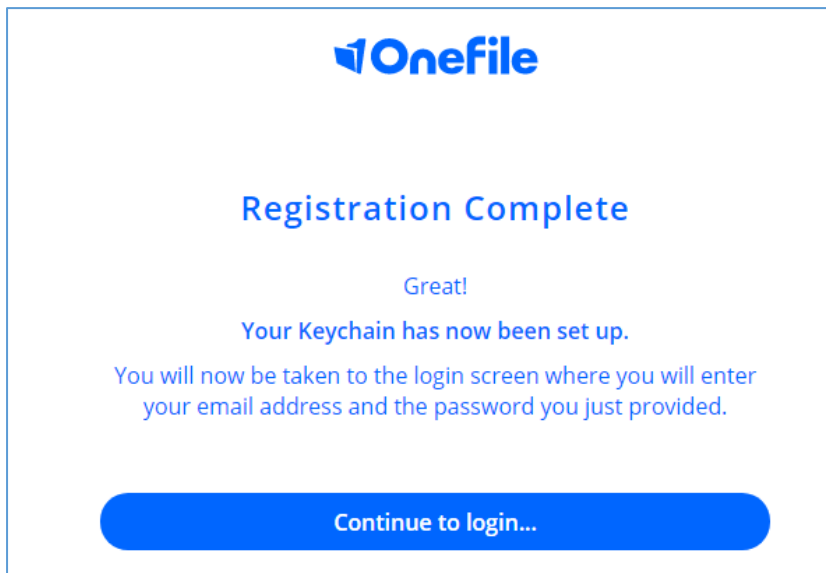 Onefile
Registration Complete
Great!
Your Keychain has now been set up.
You will now be taken to the login screen where you will enter
your email address and the password you just provided.
Continue to login...